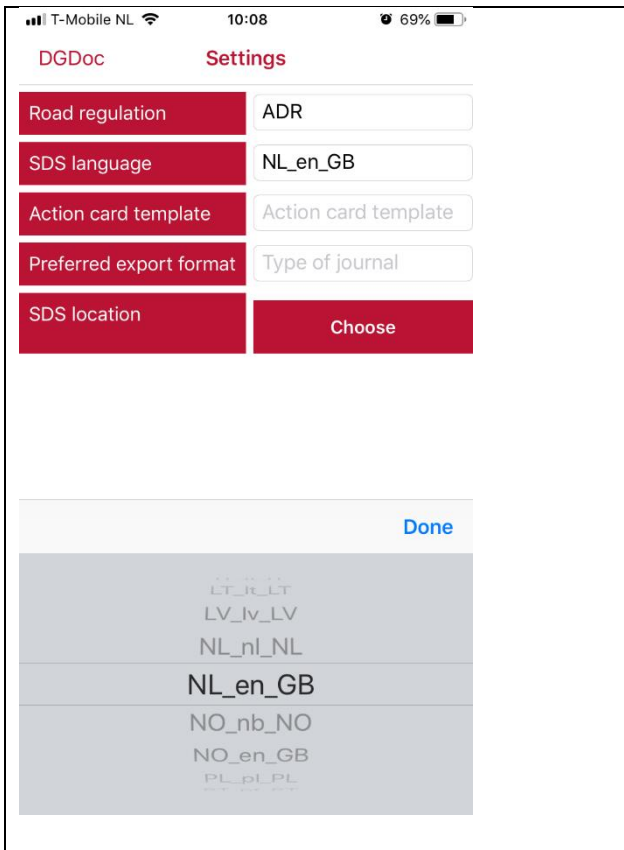 T-Mobile NL 10:08 69%
DGDoc Settings
Road regulation ADR
SDS language NL_en_GB
Action card template Action card template
Preferred export format Type of journal
SDS location Choose
Done
LT_lt_LT
LV_lv_LV
NL_nl_NL
NL_en_GB
NO_nb_NO
NO_en_GB
PL_pl_PL